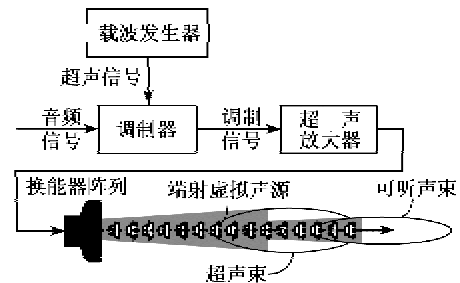 载波发生器
超声信号
音频
信号
调制器
调制
信号
超声
放大器
换能器阵列
端射虚拟声源
可听声束
超声束